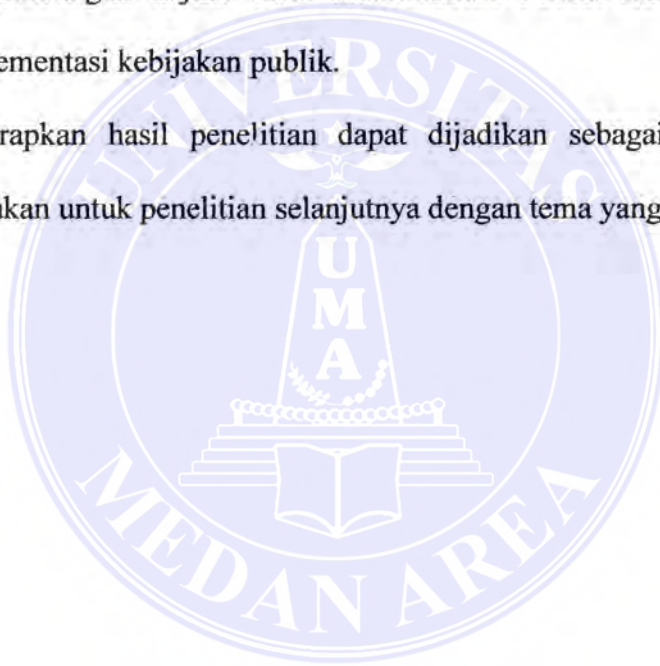 ementasi kebijakan publik.
rapkan hasil penelitian dapat dijadikan sebagai
kan untuk penelitian selanjutnya dengan tema yang
UNIVERSITAS
UMA
MEDAN AREA